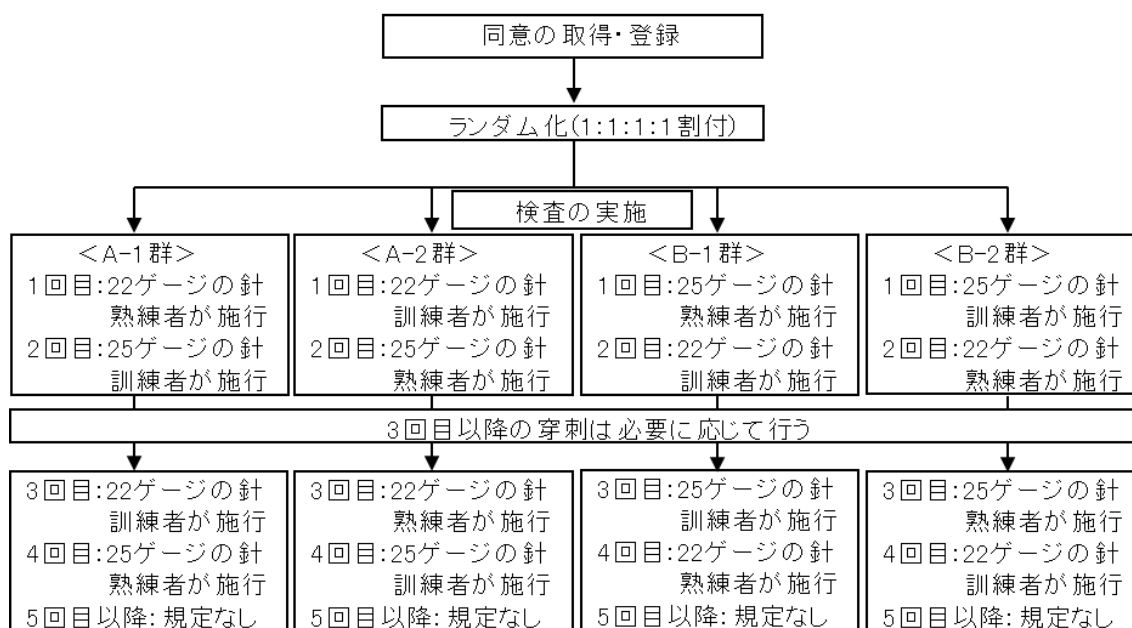 同意の取得・登録
ランダム化(1:1:1:1割付)
検査の実施
<A-1群>
1回目:22ゲージの針
熟練者が施行
2回目:25ゲージの針
訓練者が施行
<A-2群>
1回目:22ゲージの針
訓練者が施行
2回目:25ゲージの針
熟練者が施行
<B-1群>
1回目:25ゲージの針
熟練者が施行
2回目:22ゲージの針
訓練者が施行
<B-2群>
1回目:25ゲージの針
訓練者が施行
2回目:22ゲージの針
熟練者が施行
3回目以降の穿刺は必要に応じて行う
3回目:22ゲージの針
訓練者が施行
4回目:25ゲージの針
熟練者が施行
5回目以降:規定なし
3回目:22ゲージの針
熟練者が施行
4回目:25ゲージの針
訓練者が施行
5回目以降:規定なし
3回目:25ゲージの針
訓練者が施行
4回目:22ゲージの針
熟練者が施行
5回目以降:規定なし
3回目:25ゲージの針
熟練者が施行
4回目:22ゲージの針
訓練者が施行
5回目以降:規定なし